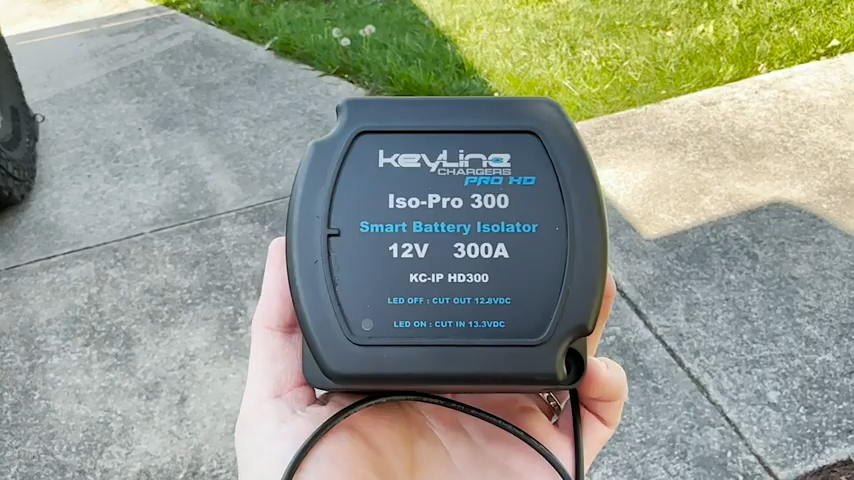 KeyLine
CHARGERS
PRO HD
Iso-Pro 300
Smart Battery Isolator
12V 300A
KC-IP HD300
LED OFF : CUT OUT 12.8VDC
LED ON : CUT IN 13.3VDC